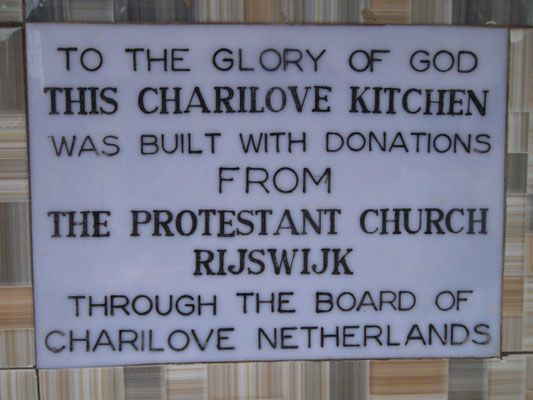 TO THE GLORY OF GOD
THIS CHARILOVE KITCHEN
WAS BUILT WITH DONATIONS
FROM
THE PROTESTANT CHURCH
RIJSWIJK
THROUGH THE BOARD OF
CHARILOVE NETHERLANDS